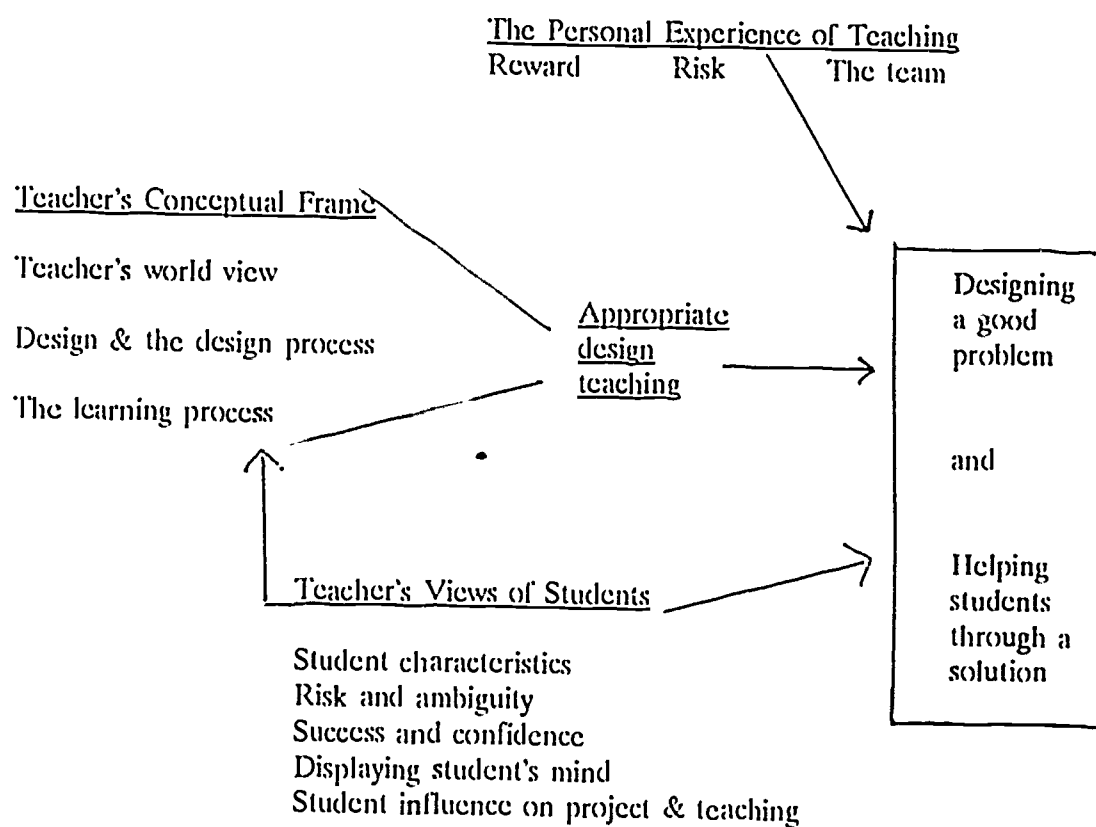 The Personal Experience of Teaching
Reward Risk The team
Teacher's Conceptual Frame
Teacher's world view
Design & the design process
The learning process
Appropriate
design
teaching
Designing
a good
problem
and
Helping
students
through a
solution
Teacher's Views of Students
Student characteristics
Risk and ambiguity
Success and confidence
Displaying student's mind
Student influence on project & teaching